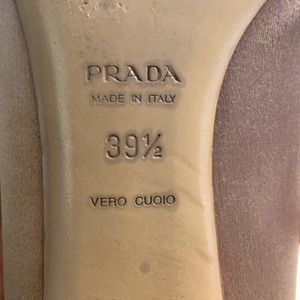 PRADA
MADE IN ITALY
39½
VERO CUOIO